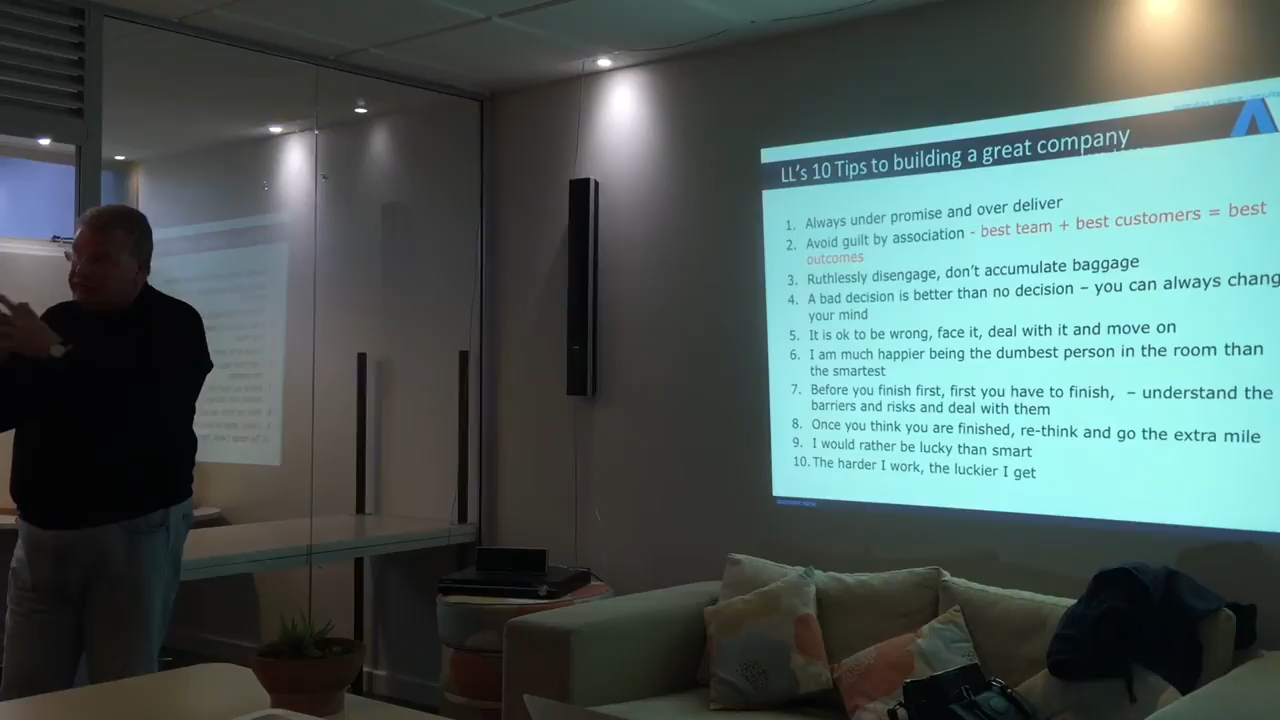 LL's 10 Tips to building a great company
1. Always under promise and over deliver
2. Avoid guilt by association - best team + best customers = best
outcomes
3. Ruthlessly disengage, don't accumulate baggage
4. A bad decision is better than no decision – you can always chang
your mind
5. It is ok to be wrong, face it, deal with it and move on
6. I am much happier being the dumbest person in the room than
the smartest
7. Before you finish first, first you have to finish, – understand the
barriers and risks and deal with them
8. Once you think you are finished, re-think and go the extra mile
9. I would rather be lucky than smart
10. The harder I work, the luckier I get